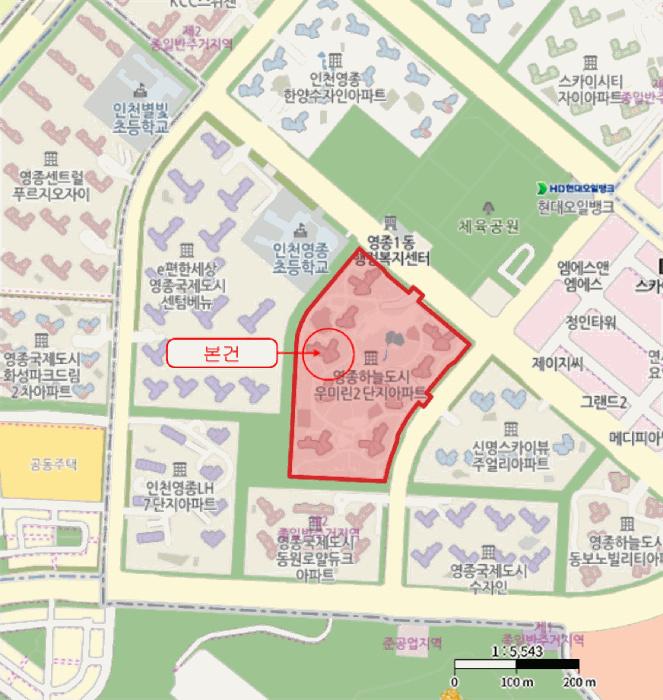 제2
종일반주거지역
인천별빛
초등학교
인천영종
한양수자인아파트
스카이시티
자이아파트
영종센트럴
푸르지오자이
HD현대오일뱅크
현대오일뱅크
체육공원
영종1동
행정복지센터
인천영종
초등학교
e편한세상
영종국제도시
센텀베뉴
엠에스앤
엠에스
스카
정인타워
본건
영종국제도시
화성파크드림
2차아파트
영종하늘도시
우미린2단지아파트
제이지씨
그랜드2
메디피아
신명스카이뷰
주얼리아파트
공동주택
인천영종LH
7단지아파트
종일반주거지역
영종국제도시
동원로얄듀크
아파트
영종국제도시
수자인
영종하늘도시
동보노빌리티아파
준공업지역
제1
종일반주거지역
1:5,543
0 100 m 200 m